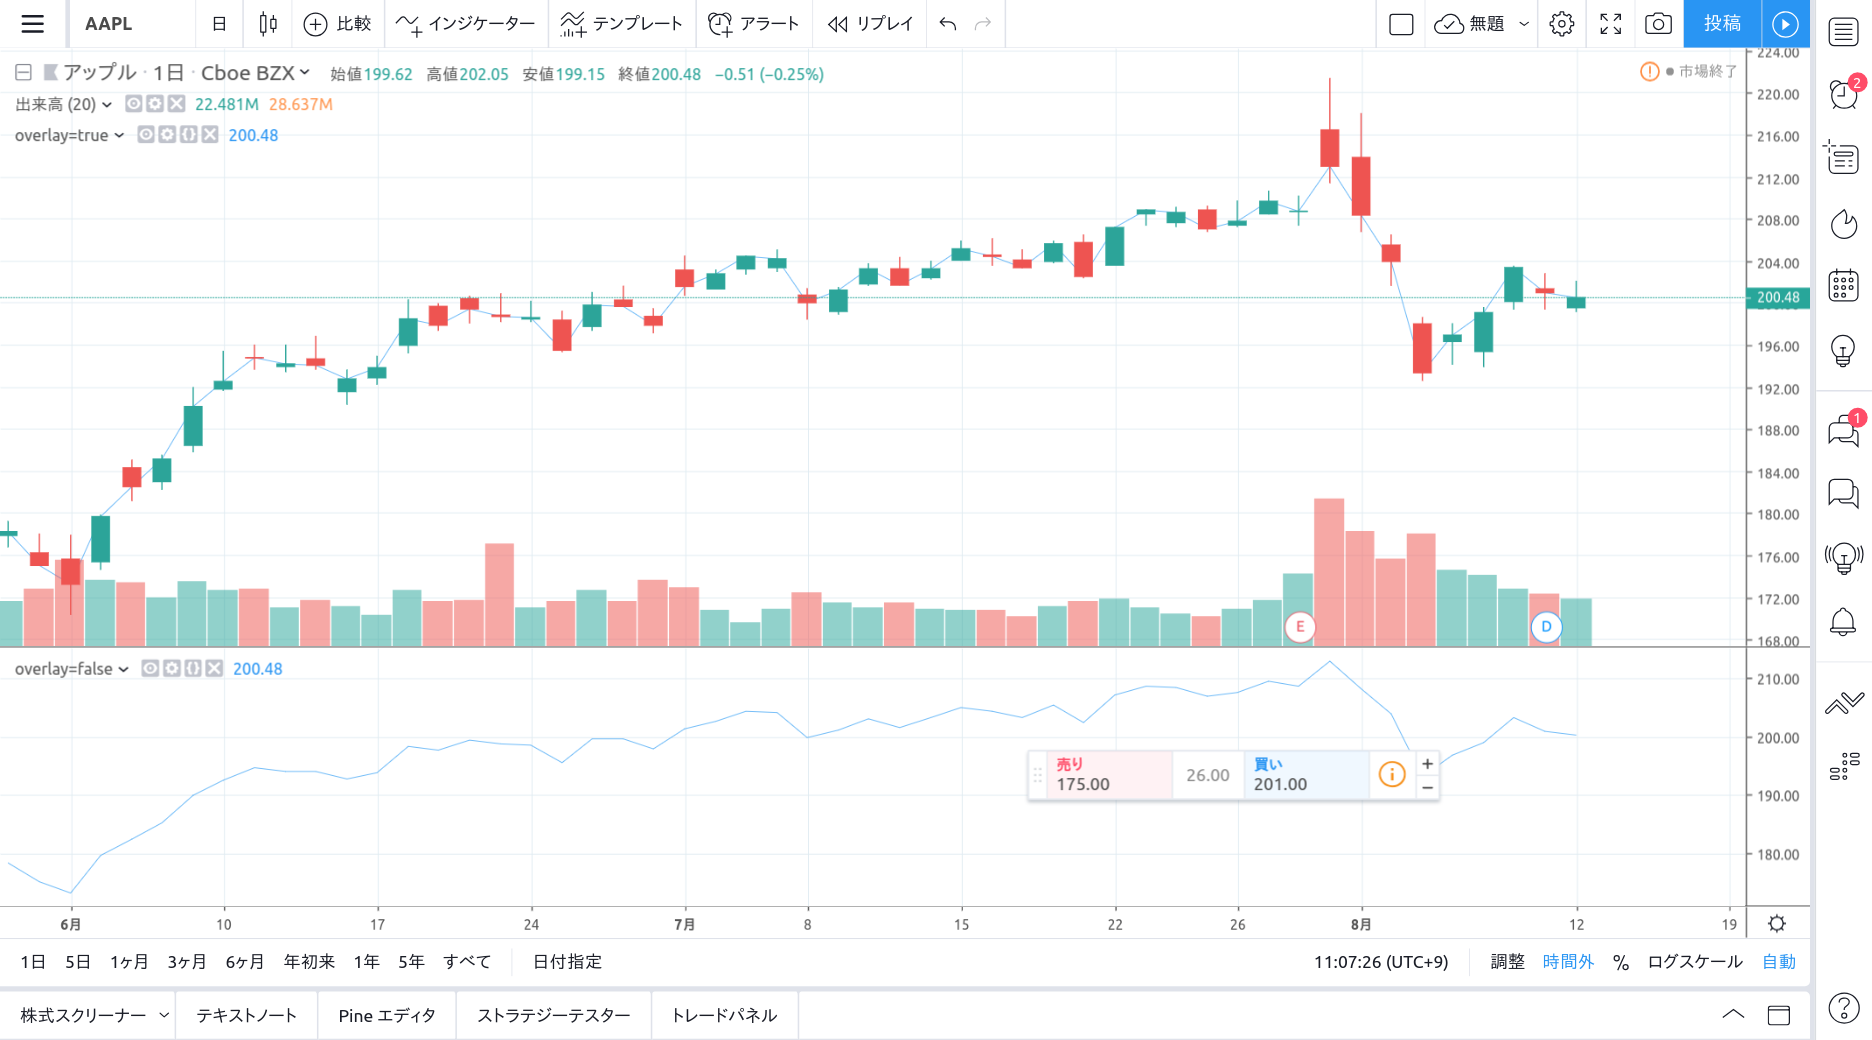 AAPL 日 比較 インジケーター テンプレート アラート リプレイ 無題 投稿
アップル · 1日 · Cboe BZX 始値199.62 高値202.05 安値199.15 終値200.48 −0.51 (−0.25%) 市場終了
出来高 (20) 22.481M 28.637M
overlay=true 200.48
224.00
220.00
216.00
212.00
208.00
204.00
200.48
196.00
192.00
188.00
184.00
180.00
176.00
172.00
168.00
E D
2
1
overlay=false 200.48
210.00
200.00
190.00
180.00
売り 26.00 買い
175.00 201.00
6月 10 17 24 7月 8 15 22 26 8月 12 19
1日 5日 1ヶ月 3ヶ月 6ヶ月 年初来 1年 5年 すべて 日付指定 11:07:26 (UTC+9) 調整 時間外 % ログスケール 自動
株式スクリーナー テキストノート Pine エディタ ストラテジーテスター トレードパネル